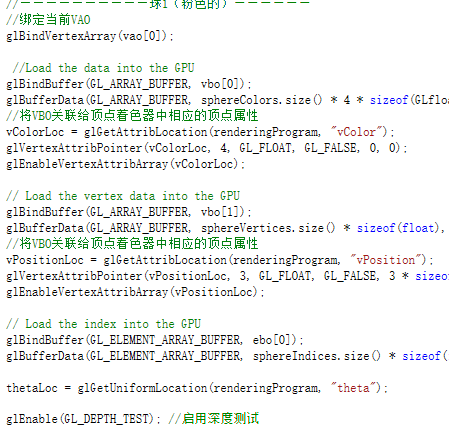 //－－－－－－－－－－球1（粉色的）－－－－－－
//绑定当前VAO
glBindVertexArray(vao[0]);
//Load the data into the GPU
glBindBuffer(GL_ARRAY_BUFFER, vbo[0]);
glBufferData(GL_ARRAY_BUFFER, sphereColors.size() * 4 * sizeof(GLfloa
//将VBO关联给顶点着色器中相应的顶点属性
vColorLoc = glGetAttribLocation(renderingProgram, "vColor");
glVertexAttribPointer(vColorLoc, 4, GL_FLOAT, GL_FALSE, 0, 0);
glEnableVertexAttribArray(vColorLoc);
// Load the vertex data into the GPU
glBindBuffer(GL_ARRAY_BUFFER, vbo[1]);
glBufferData(GL_ARRAY_BUFFER, sphereVertices.size() * sizeof(float),
//将VBO关联给顶点着色器中相应的顶点属性
vPositionLoc = glGetAttribLocation(renderingProgram, "vPosition");
glVertexAttribPointer(vPositionLoc, 3, GL_FLOAT, GL_FALSE, 3 * sizeo
glEnableVertexAttribArray(vPositionLoc);
// Load the index into the GPU
glBindBuffer(GL_ELEMENT_ARRAY_BUFFER, ebo[0]);
glBufferData(GL_ELEMENT_ARRAY_BUFFER, sphereIndices.size() * sizeof(
thetaLoc = glGetUniformLocation(renderingProgram, "theta");
glEnable(GL_DEPTH_TEST); //启用深度测试